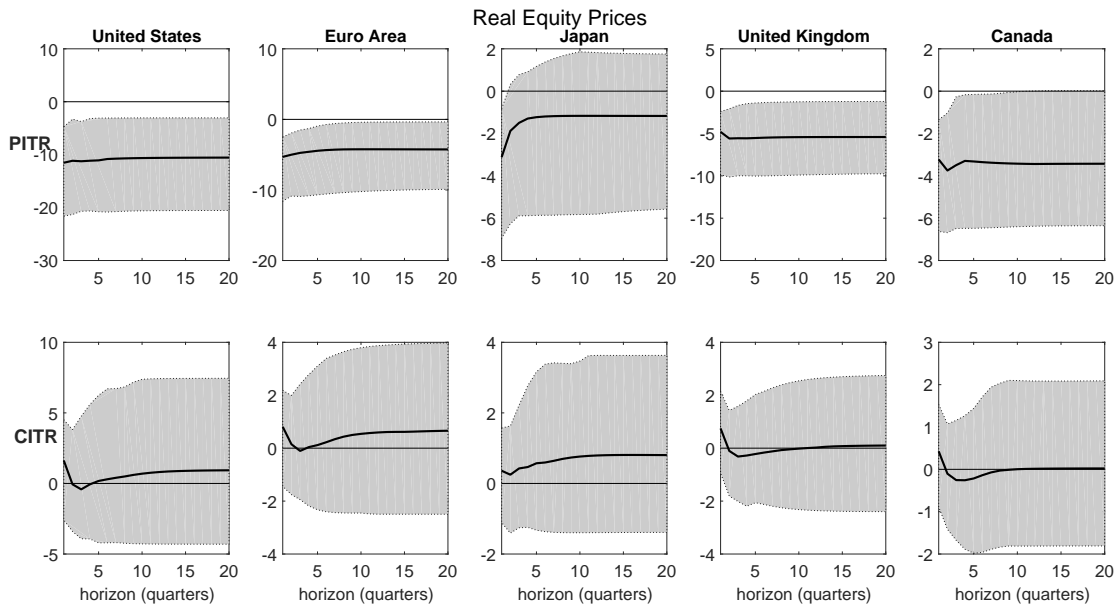 Real Equity Prices
United States Euro Area Japan United Kingdom Canada
PITR
10 0 -10 -20 -30
10 0 -10 -20
2 0 -2 -4 -6 -8
5 0 -5 -10 -15 -20
2 0 -2 -4 -6 -8
5 10 15 20 5 10 15 20 5 10 15 20 5 10 15 20 5 10 15 20
CITR
10 5 0 -5
4 2 0 -2 -4
4 2 0 -2
4 2 0 -2 -4
3 2 1 0 -1 -2
5 10 15 20 5 10 15 20 5 10 15 20 5 10 15 20 5 10 15 20
horizon (quarters) horizon (quarters) horizon (quarters) horizon (quarters) horizon (quarters)